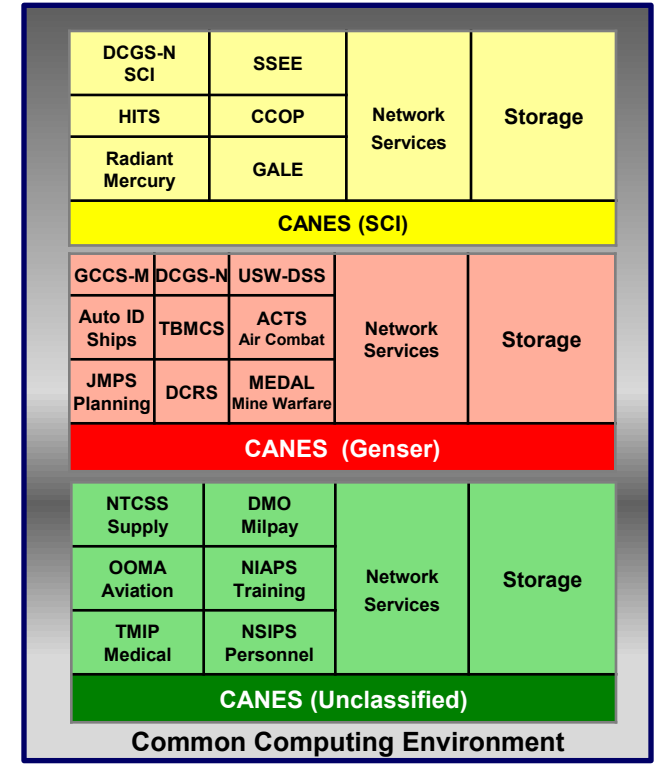 DCGS-N
SCI
SSEE
HITS
CCOP
Network
Services
Storage
Radiant
Mercury
GALE
CANES (SCI)
GCCS-M
DCGS-N
USW-DSS
Auto ID
Ships
TBMCS
ACTS
Air Combat
Network
Services
Storage
JMPS
Planning
DCRS
MEDAL
Mine Warfare
CANES (Genser)
NTCSS
Supply
DMO
Milpay
OOMA
Aviation
NIAPS
Training
Network
Services
Storage
TMIP
Medical
NSIPS
Personnel
CANES (Unclassified)
Common Computing Environment